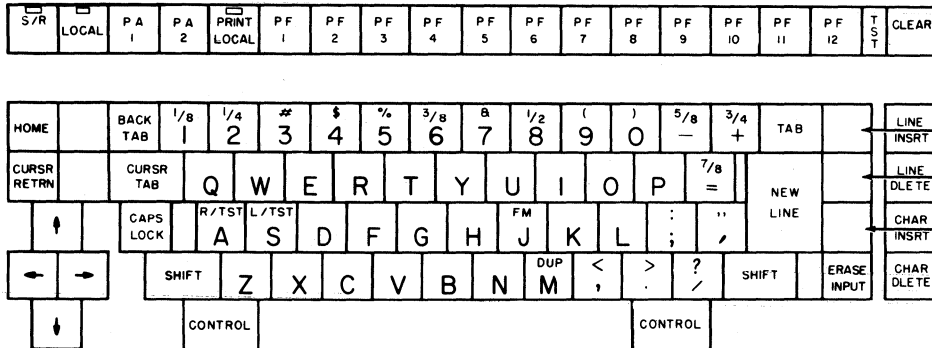 S/R LOCAL PA 1 PA 2 PRINT LOCAL PF 1 PF 2 PF 3 PF 4 PF 5 PF 6 PF 7 PF 8 PF 9 PF 10 PF 11 PF 12 TST CLEAR
HOME BACK TAB 1/8 1 1/4 2 # 3 $ 4 % 5 3/8 6 & 7 1/2 8 ( 9 ) 0 5/8 - 3/4 + TAB LINE INSRT
CURSR RETRN CURSR TAB Q W E R T Y U I O P 7/8 = NEW LINE LINE DLETE
↑ CAPS LOCK R/TST A L/TST S D F G H FM J K L : ; " ' CHAR INSRT
← → SHIFT Z X C V B N DUP M < , > . ? / SHIFT ERASE INPUT CHAR DLETE
↓ CONTROL CONTROL